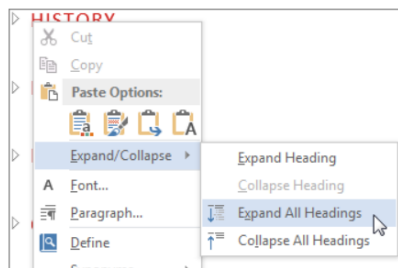 HISTORY
Cut
Copy
Paste Options:
Expand/Collapse
Expand Heading
Collapse Heading
A Font...
Expand All Headings
Paragraph...
Collapse All Headings
Define